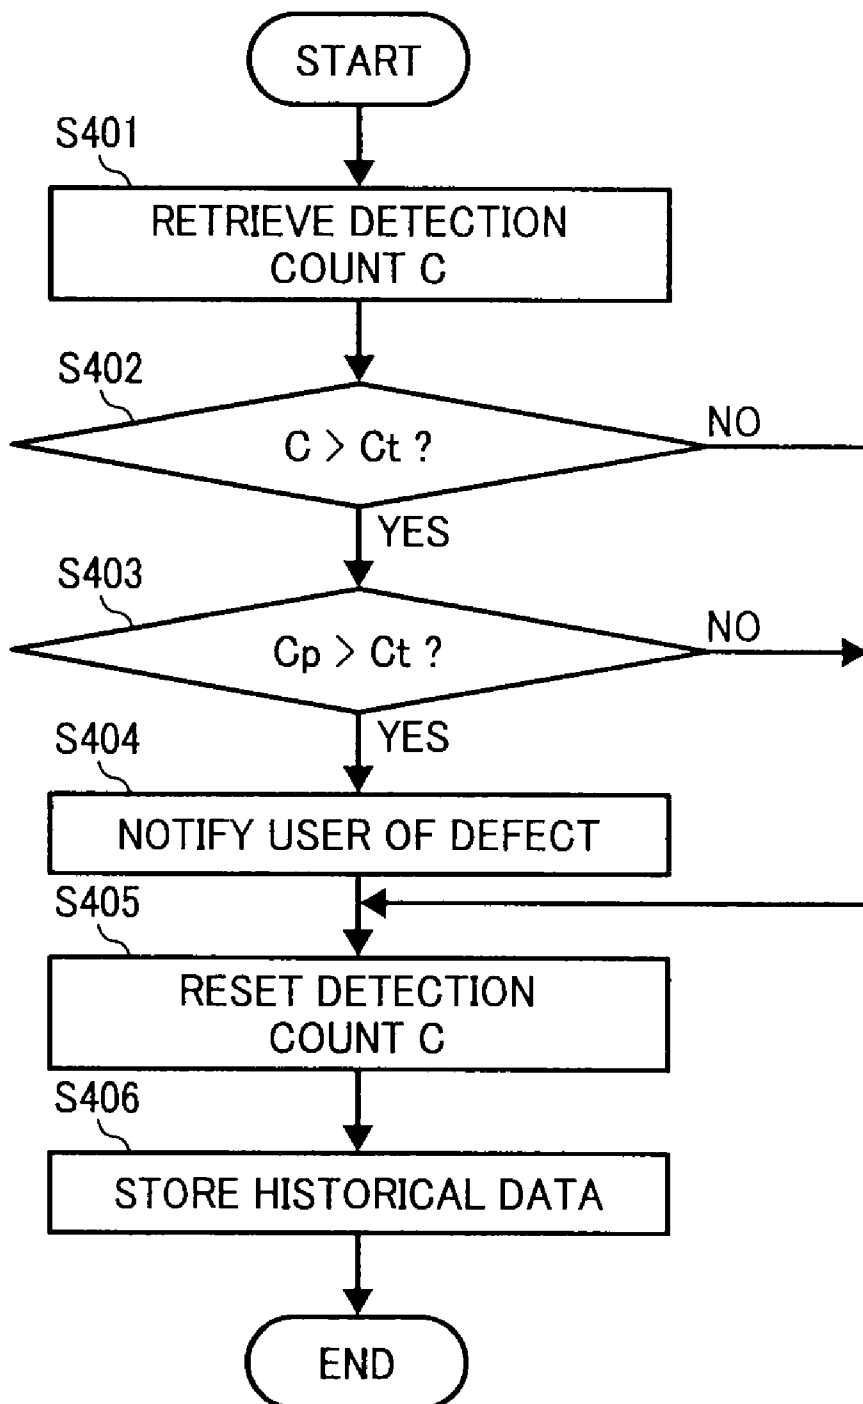 START
S401
RETRIEVE DETECTION
COUNT C
S402
C > Ct ?
NO
YES
S403
Cp > Ct ?
NO
YES
S404
NOTIFY USER OF DEFECT
S405
RESET DETECTION
COUNT C
S406
STORE HISTORICAL DATA
END